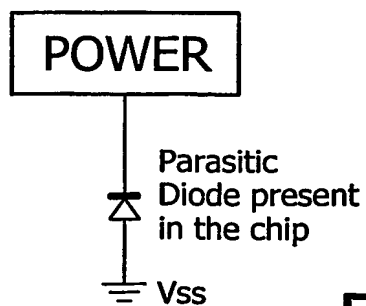 POWER
Parasitic
Diode present
in the chip
Vss